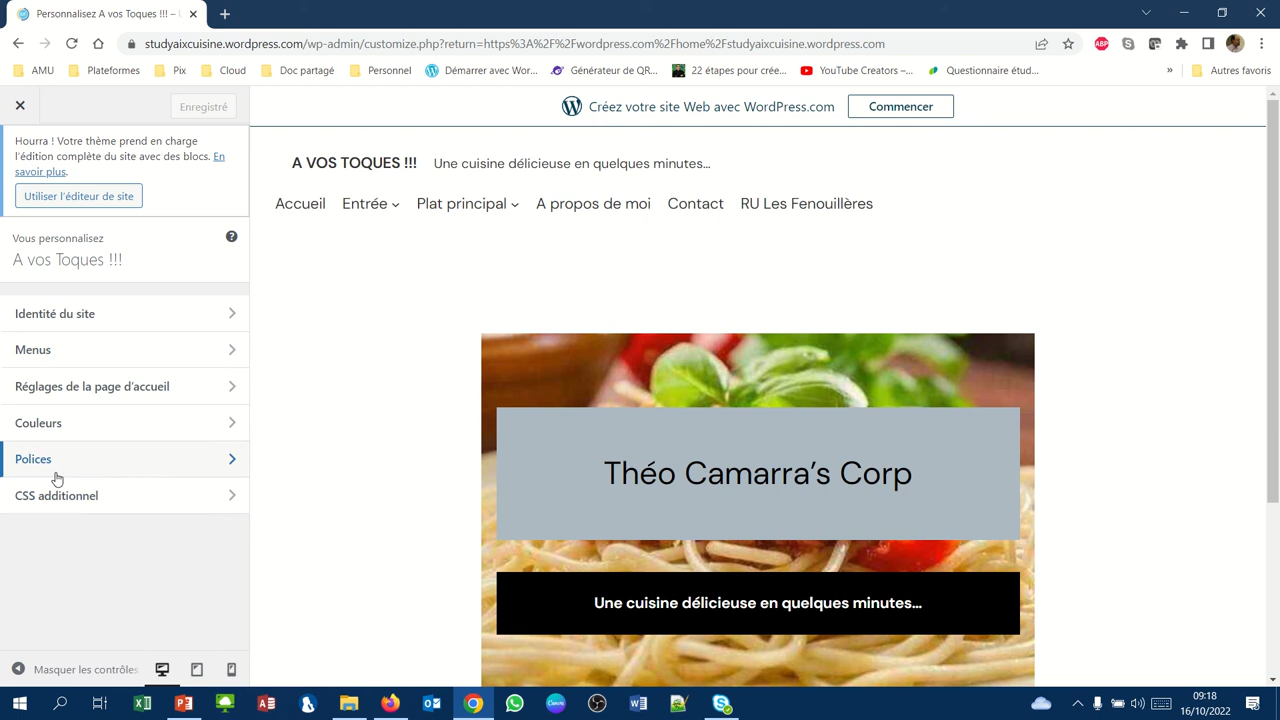 Personnalisez A vos Toques !!! –
studyaixcuisine.wordpress.com/wp-admin/customize.php?return=https%3A%2F%2Fwordpress.com%2Fhome%2Fstudyaixcuisine.wordpress.com
ABP
AMU
Plateformes
Pix
Cloud
Doc partagé
Personnel
Démarrer avec Wor...
Générateur de QR...
22 étapes pour crée...
YouTube Creators –...
Questionnaire étud...
»
Autres favoris
Enregistré
Hourra ! Votre thème prend en charge
l'édition complète du site avec des blocs. En
savoir plus.
Utiliser l'éditeur de site
Vous personnalisez
A vos Toques !!!
Identité du site
Menus
Réglages de la page d'accueil
Couleurs
Polices
CSS additionnel
Masquer les contrôles
Créez votre site Web avec WordPress.com
Commencer
A VOS TOQUES !!!
Une cuisine délicieuse en quelques minutes...
Accueil
Entrée
Plat principal
A propos de moi
Contact
RU Les Fenouillères
Théo Camarra's Corp
Une cuisine délicieuse en quelques minutes...
09:18
16/10/2022